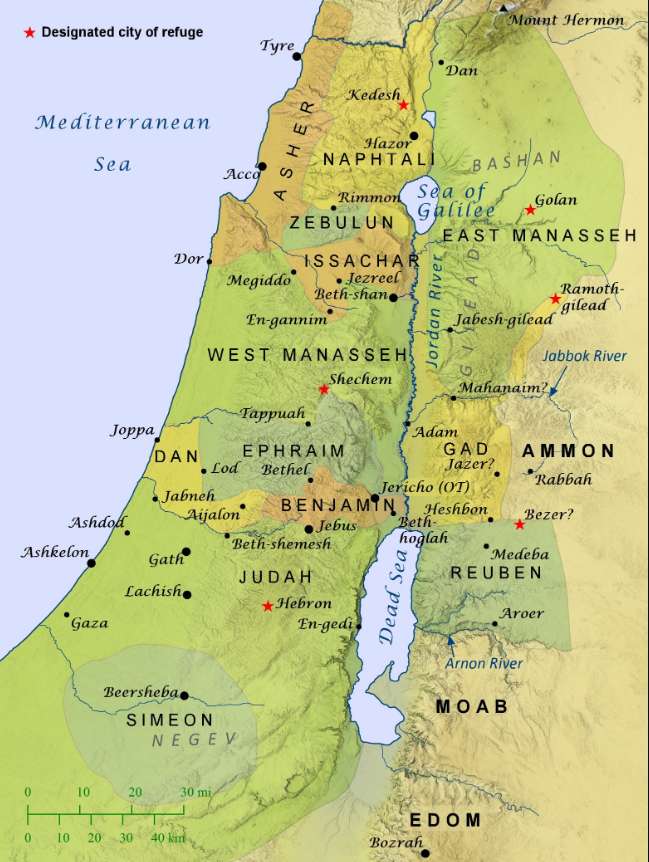 Designated city of refuge
Mount Hermon
Tyre
Dan
Kedesh
Mediterranean
Sea
Hazor
ASHER
NAPHTALI
BASHAN
Acco
Rimmon
Sea of
Galilee
Golan
ZEBULUN
EAST MANASSEH
Dor
ISSACHAR
Megiddo
Jezreel
Beth-shan
Jordan River
GILEAD
Ramoth-
gilead
En-gannim
Jabesh-gilead
WEST MANASSEH
Jabbok River
Shechem
Mahanaim?
Tappuah
Joppa
Adam
DAN
EPHRAIM
GAD
AMMON
Lod
Bethel
Jazer?
Rabbah
Jericho (OT)
Jabneh
Aijalon
BENJAMIN
Heshbon
Bezer?
Ashdod
Jebus
Beth-
hoglah
Beth-shemesh
Ashkelon
Gath
Medeba
JUDAH
REUBEN
Lachish
Hebron
Dead Sea
Gaza
En-gedi
Aroer
Arnon River
Beersheba
MOAB
SIMEON
NEGEV
0 10 20 30 mi
0 10 20 30 40 km
EDOM
Bozrah